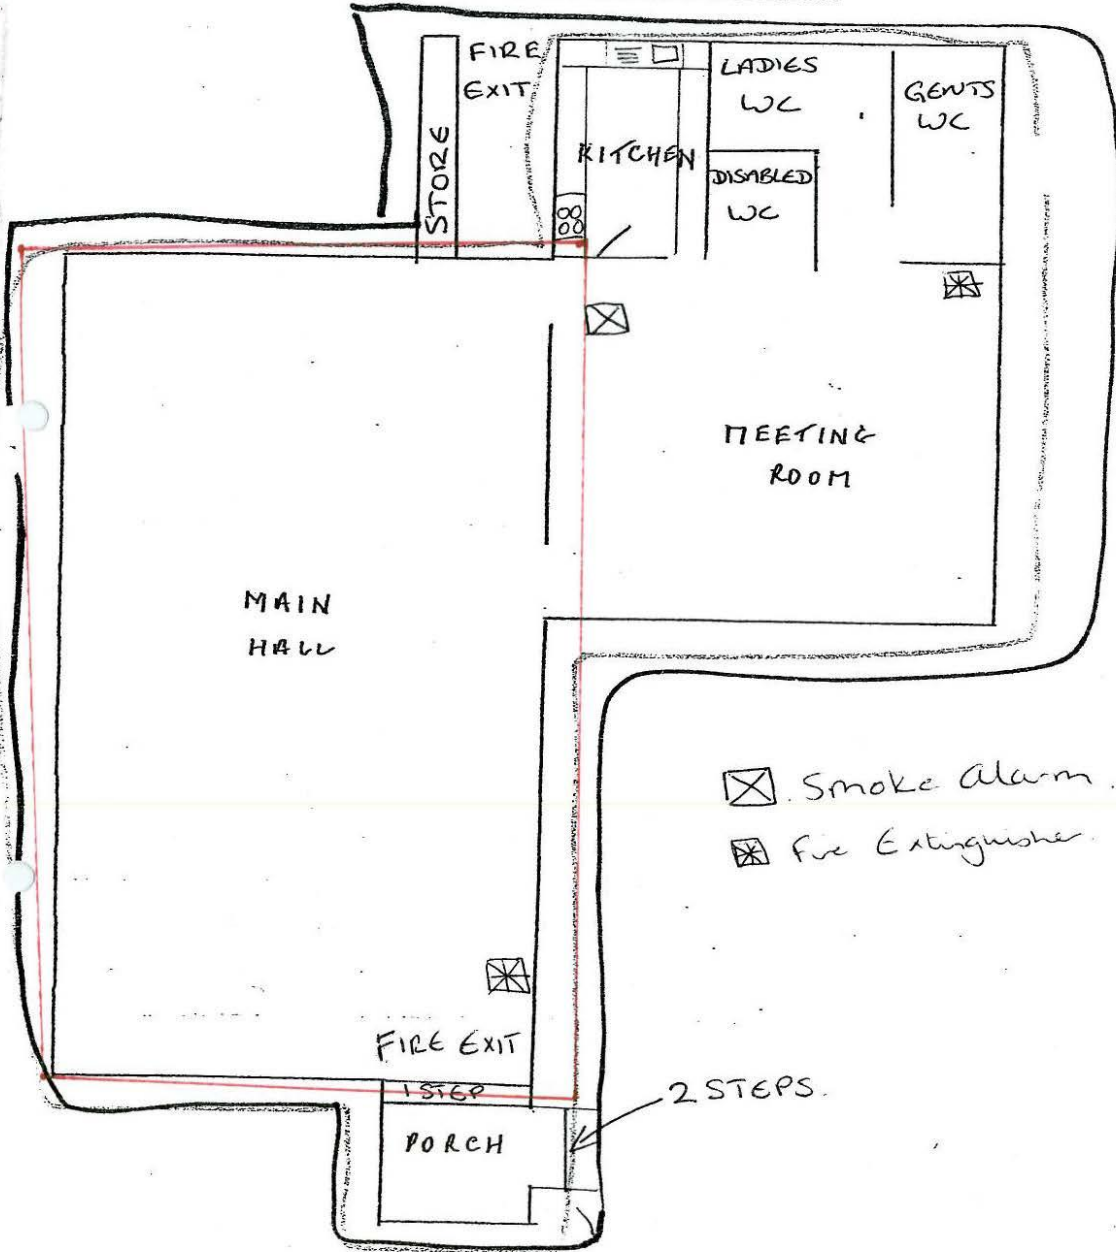 FIRE
EXIT
STORE
KITCHEN
LADIES
WC
DISABLED
WC
GENTS
WC
MEETING
ROOM
MAIN
HALL
Smoke Alarm.
Fire Extinguisher.
FIRE EXIT
1 STEP
PORCH
2 STEPS.